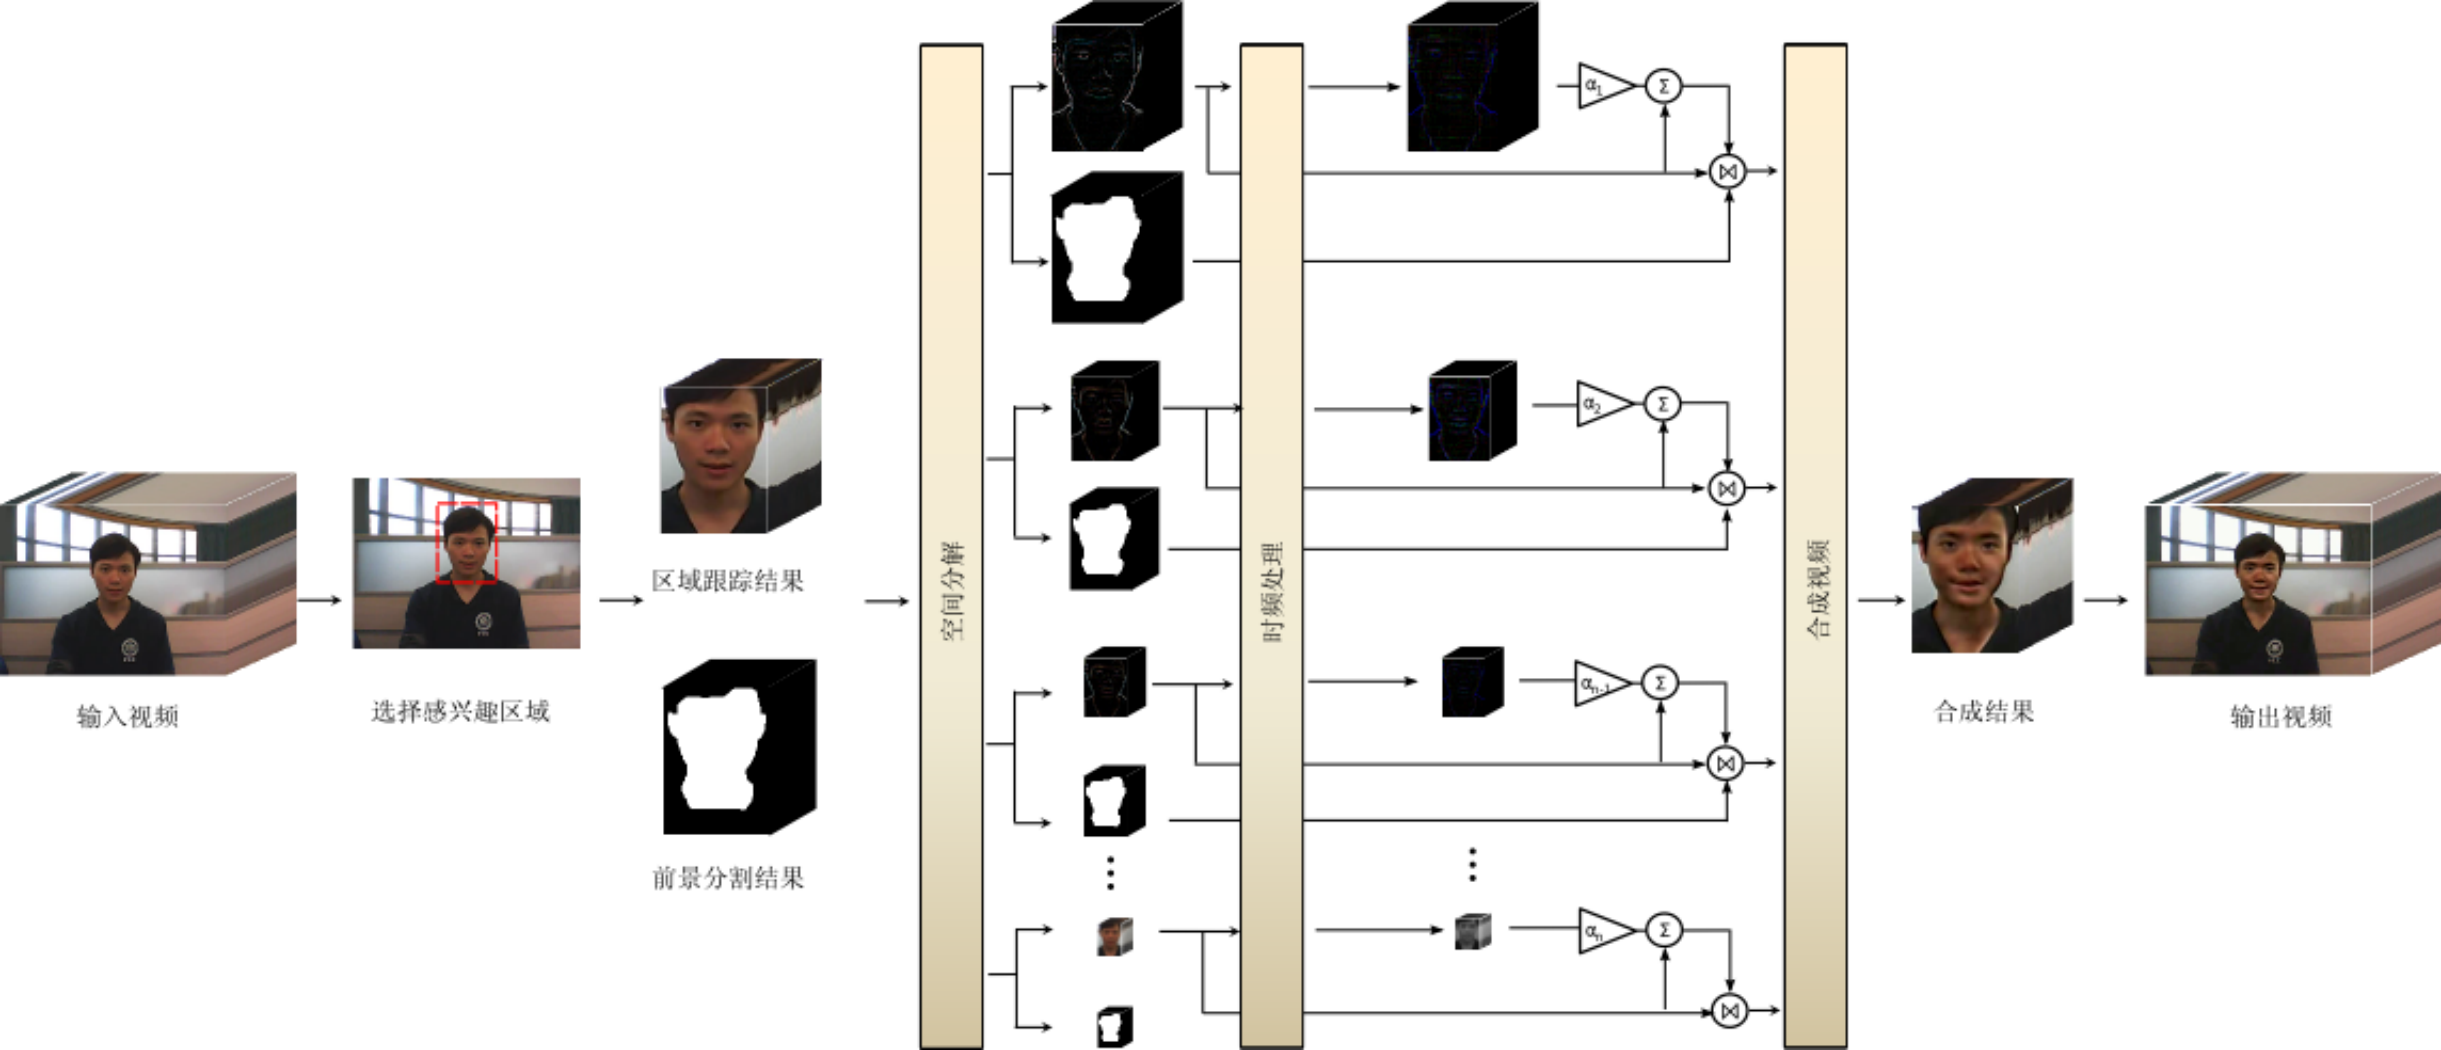 输入视频
选择感兴趣区域
区域跟踪结果
前景分割结果
空间分解
时频处理
α1
Σ
α2
Σ
αn-1
Σ
αn
Σ
合成视频
合成结果
输出视频